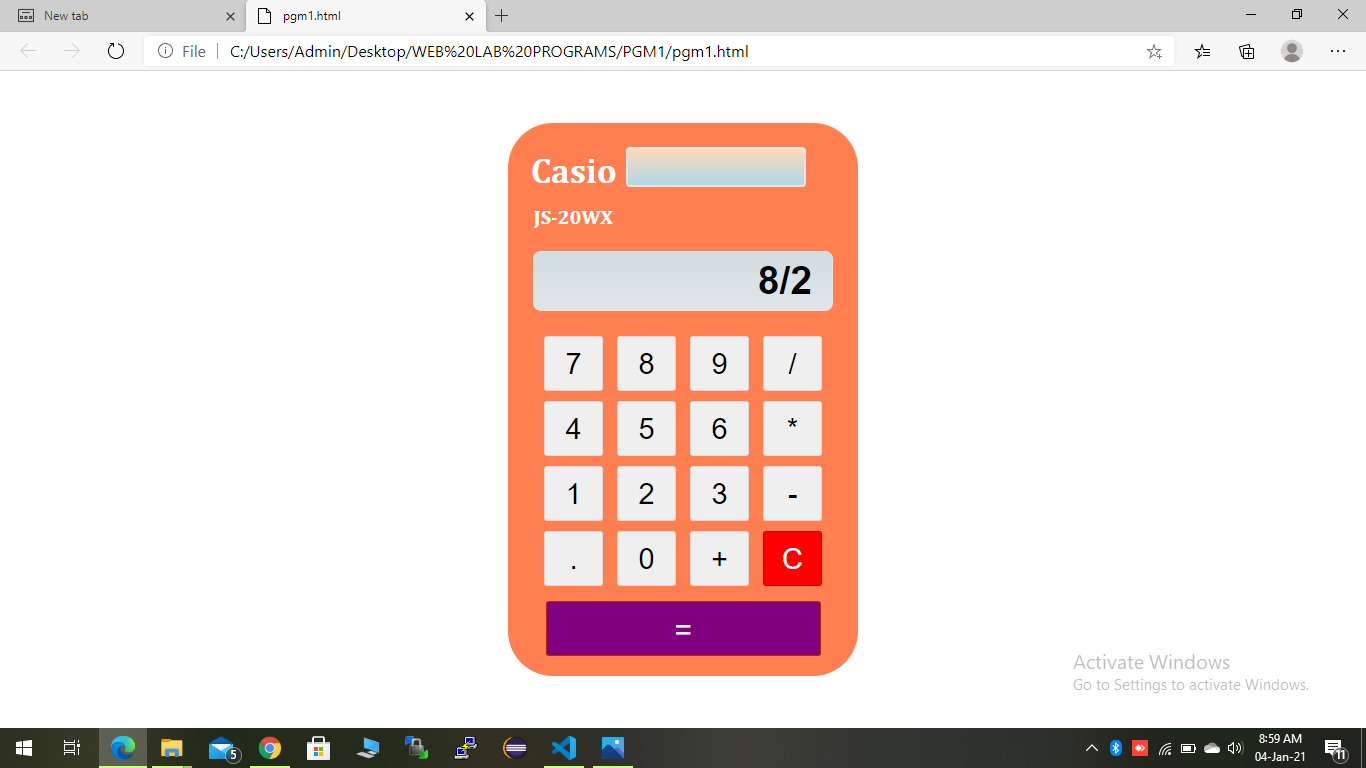 New tab
pgm1.html
File
C:/Users/Admin/Desktop/WEB%20LAB%20PROGRAMS/PGM1/pgm1.html
Casio
JS-20WX
8/2
7 8 9 /
4 5 6 *
1 2 3 -
. 0 + C
=
Activate Windows
Go to Settings to activate Windows.
5
8:59 AM
04-Jan-21
11